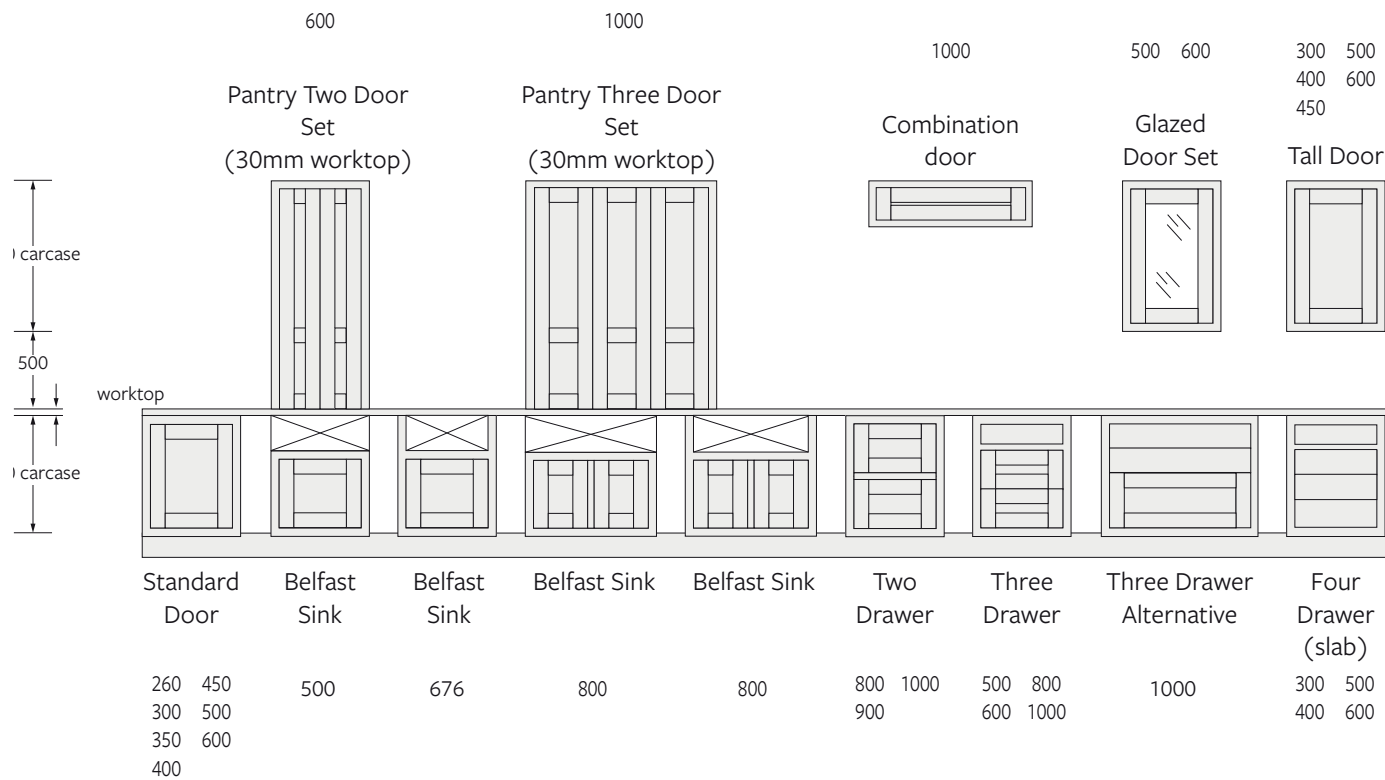 600
1000
1000
500 600
300 500
400 600
450
Pantry Two Door
Set
(30mm worktop)
Pantry Three Door
Set
(30mm worktop)
Combination
door
Glazed
Door Set
Tall Door
carcase
500
worktop
carcase
Standard
Door
Belfast
Sink
Belfast
Sink
Belfast Sink
Belfast Sink
Two
Drawer
Three
Drawer
Three Drawer
Alternative
Four
Drawer
(slab)
260 450
300 500
350 600
400
500
676
800
800
800 1000
900
500 800
600 1000
1000
300 500
400 600